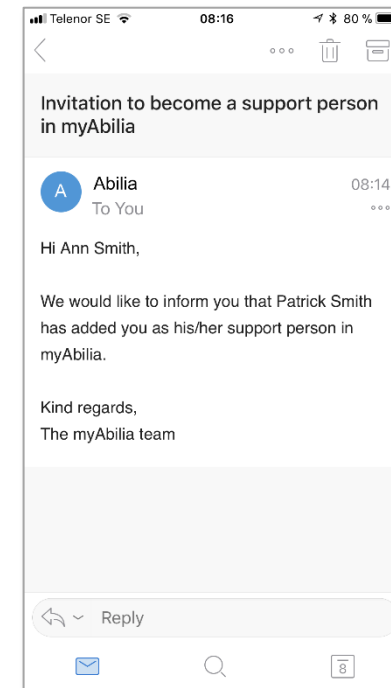 Telenor SE 08:16 80 %
Invitation to become a support person
in myAbilia
A Abilia 08:14
To You
Hi Ann Smith,
We would like to inform you that Patrick Smith
has added you as his/her support person in
myAbilia.
Kind regards,
The myAbilia team
Reply
8